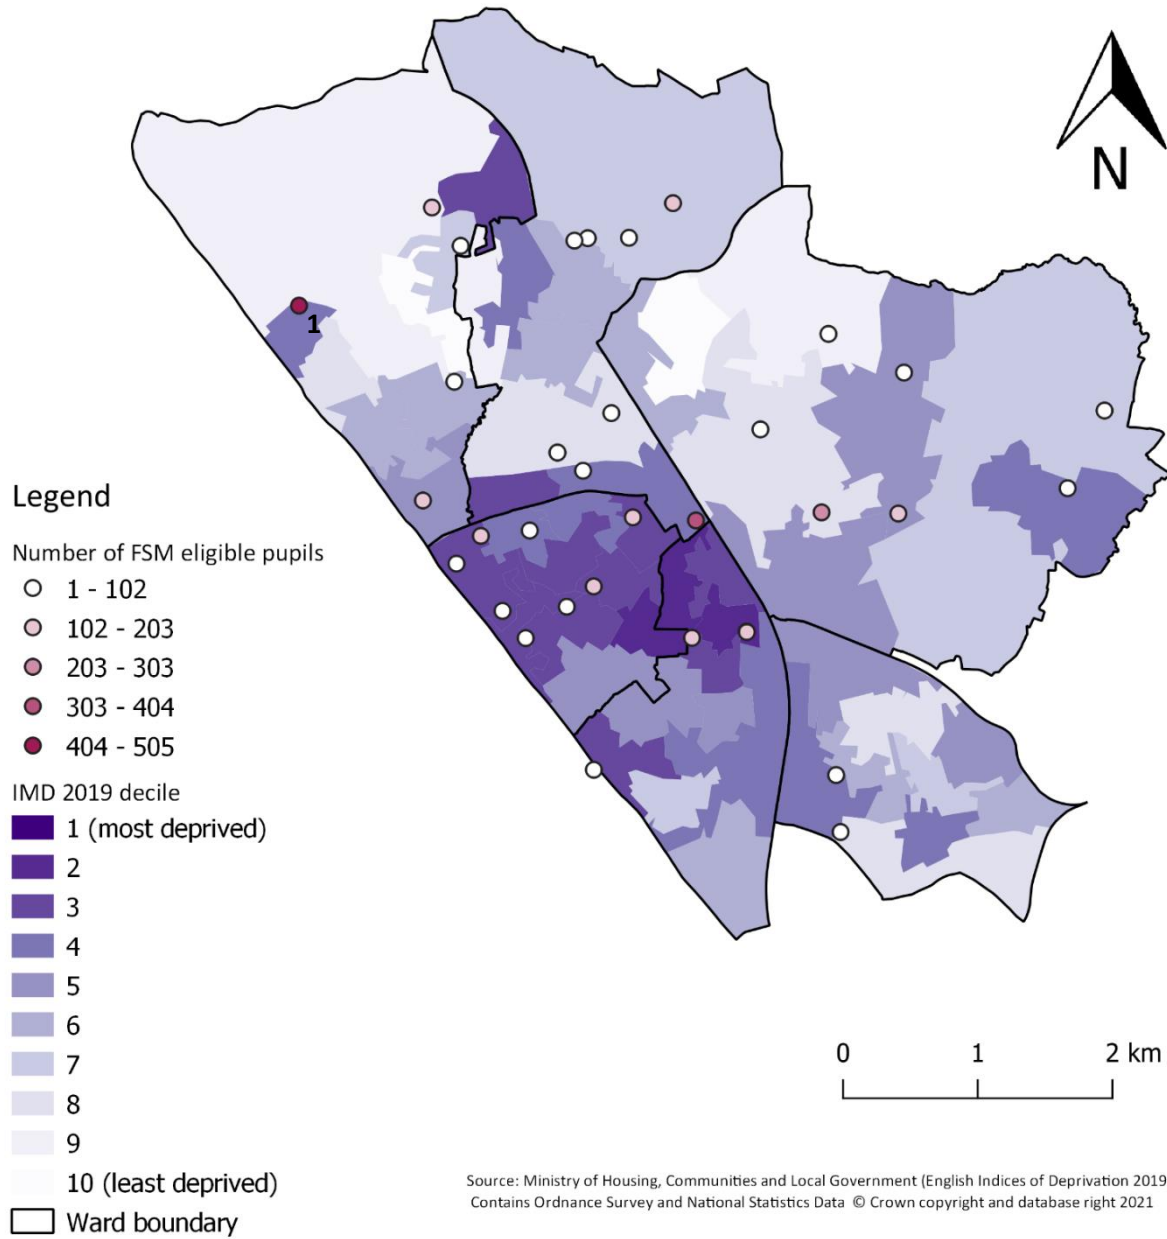 N
1
Legend
Number of FSM eligible pupils
1 - 102
102 - 203
203 - 303
303 - 404
404 - 505
IMD 2019 decile
1 (most deprived)
2
3
4
5
6
7
8
9
10 (least deprived)
Ward boundary
0 1 2 km
Source: Ministry of Housing, Communities and Local Government (English Indices of Deprivation 2019
Contains Ordnance Survey and National Statistics Data © Crown copyright and database right 2021